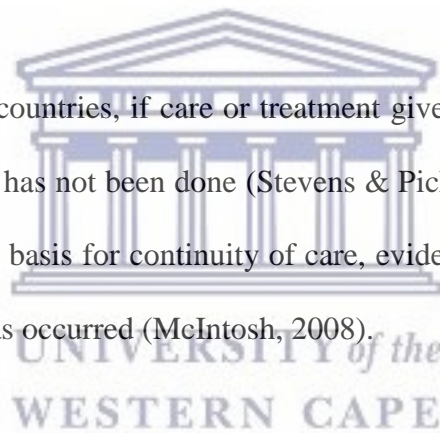 countries, if care or treatment give
has not been done (Stevens & Pic
basis for continuity of care, evide
s occurred (McIntosh, 2008).
UNIVERSITY of the
WESTERN CAPE